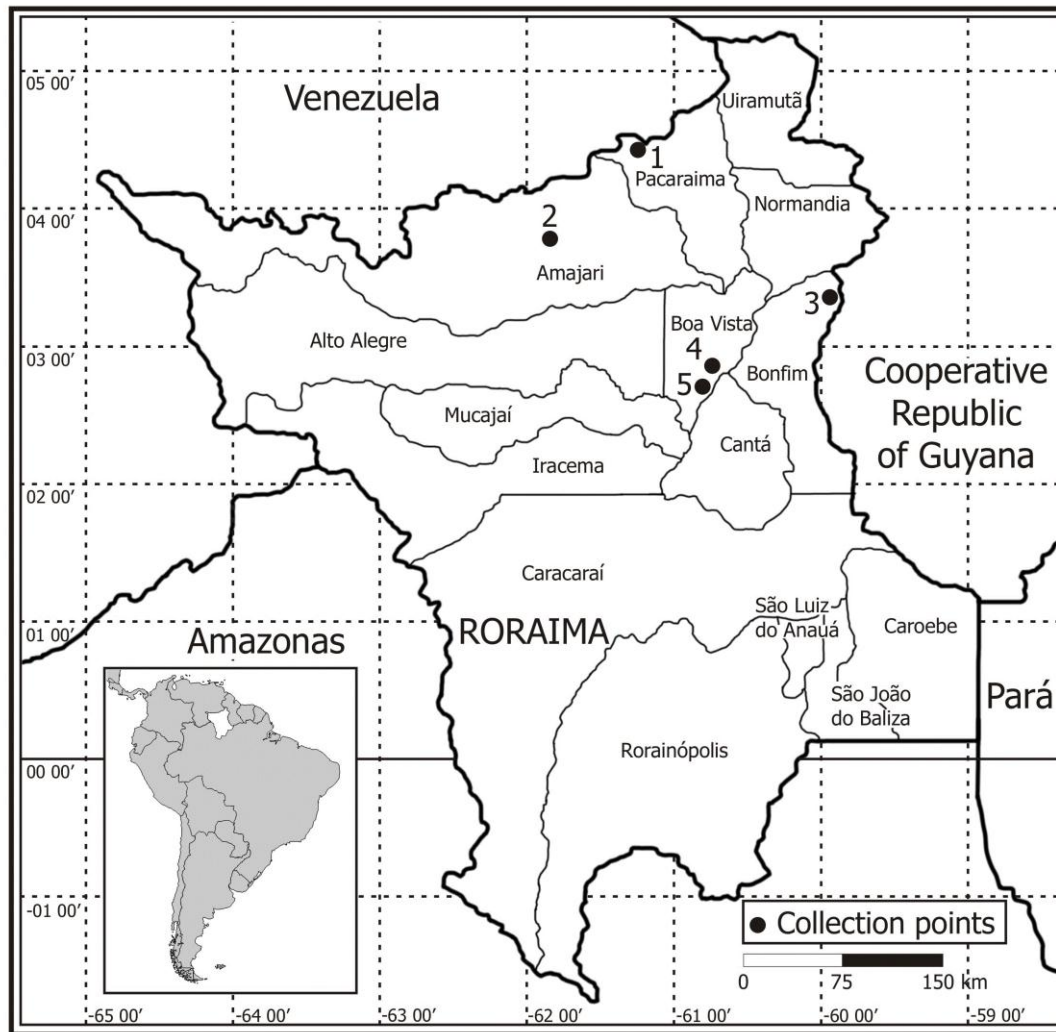 05 00'
Venezuela
Uiramutã
1
Pacaraima
04 00'
Normandia
2
Amajari
3
Boa Vista
Alto Alegre
03 00'
4
Bonfim
Cooperative
Republic
of Guyana
5
Mucajaí
Cantá
Iracema
02 00'
Caracaraí
São Luiz
do Anauá
01 00'
RORAIMA
Caroebe
Amazonas
São João
do Baliza
Pará
Rorainópolis
00 00'
-01 00'
Collection points
0 75 150 km
-65 00' -64 00' -63 00' -62 00' -61 00' -60 00' -59 00'